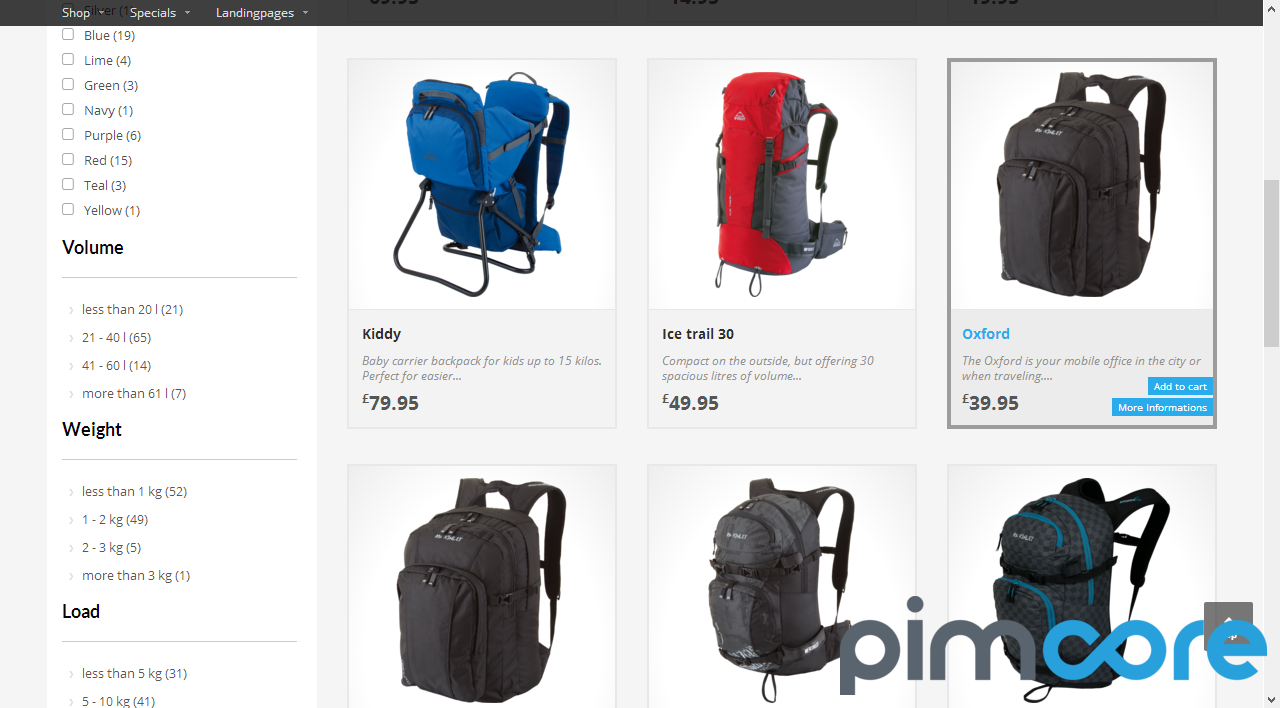 Shop
Specials
Landingpages
Silver (1
Blue (19)
Lime (4)
Green (3)
Navy (1)
Purple (6)
Red (15)
Teal (3)
Yellow (1)
Volume
less than 20 l (21)
21 - 40 l (65)
41 - 60 l (14)
more than 61 l (7)
Weight
less than 1 kg (52)
1 - 2 kg (49)
2 - 3 kg (5)
more than 3 kg (1)
Load
less than 5 kg (31)
5 - 10 kg (41)
Kiddy
Baby carrier backpack for kids up to 15 kilos.
Perfect for easier...
£79.95
Ice trail 30
Compact on the outside, but offering 30
spacious litres of volume...
£49.95
McKINLEY
Oxford
The Oxford is your mobile office in the city or
when traveling....
£39.95
Add to cart
More Informations
McKINLEY
McKINLEY
McKINLEY
pimcore